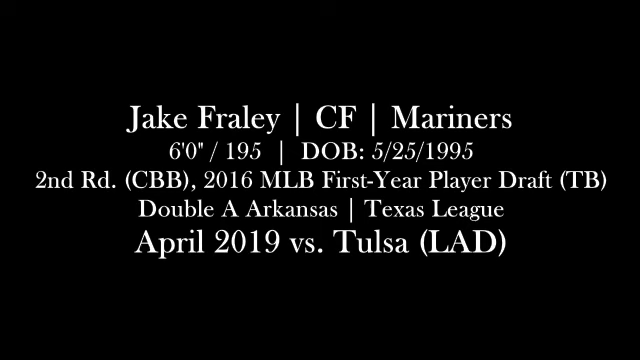 Jake Fraley | CF | Mariners
6'0" / 195 | DOB: 5/25/1995
2nd Rd. (CBB), 2016 MLB First-Year Player Draft (TB)
Double A Arkansas | Texas League
April 2019 vs. Tulsa (LAD)